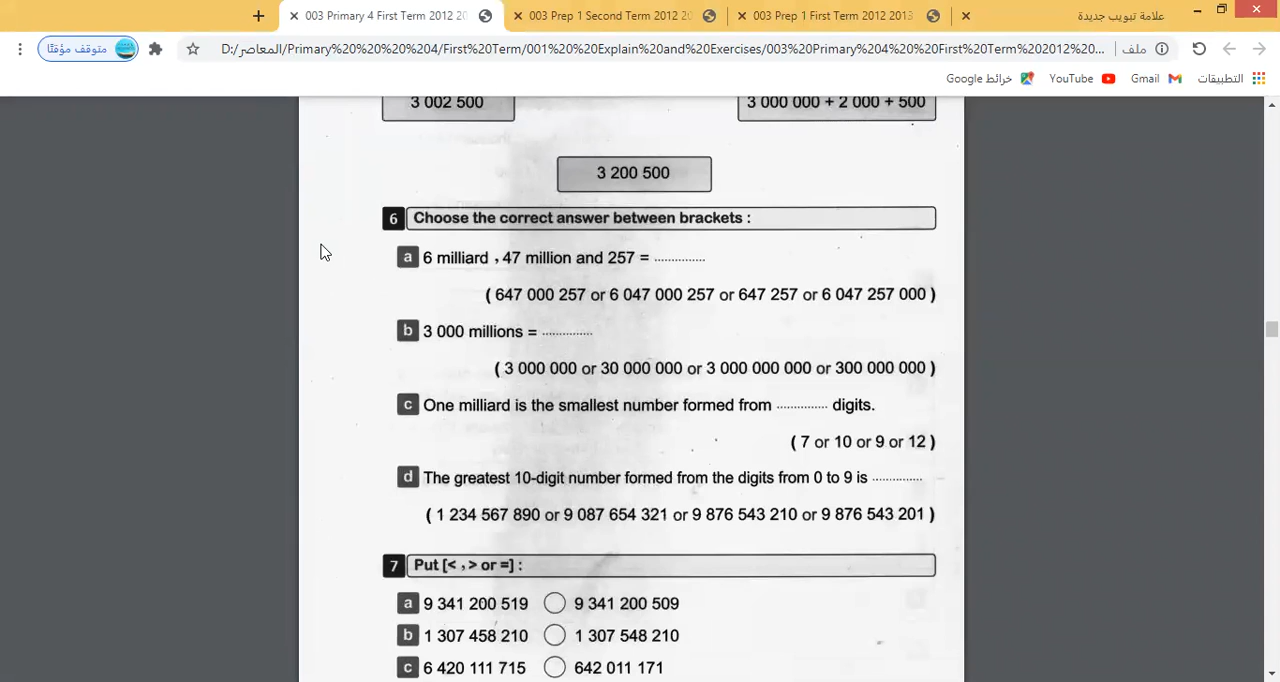 003 Primary 4 First Term 2012 20
003 Prep 1 Second Term 2012 20
003 Prep 1 First Term 2012 2013
علامة تبويب جديدة
متوقف مؤقتًا
D:/المعاصر/Primary%20%20%20%204/First%20Term/001%20%20Explain%20and%20Exercises/003%20Primary%204%20%20First%20Term%202012%20...
ملف
التطبيقات
Gmail
YouTube
خرائط Google
3 002 500
3 000 000 + 2 000 + 500
3 200 500
6 Choose the correct answer between brackets :
a 6 milliard , 47 million and 257 = .............
( 647 000 257 or 6 047 000 257 or 647 257 or 6 047 257 000 )
b 3 000 millions = .............
( 3 000 000 or 30 000 000 or 3 000 000 000 or 300 000 000 )
c One milliard is the smallest number formed from ............. digits.
( 7 or 10 or 9 or 12 )
d The greatest 10-digit number formed from the digits from 0 to 9 is .............
( 1 234 567 890 or 9 087 654 321 or 9 876 543 210 or 9 876 543 201 )
7 Put [< , > or =] :
a 9 341 200 519 9 341 200 509
b 1 307 458 210 1 307 548 210
c 6 420 111 715 642 011 171